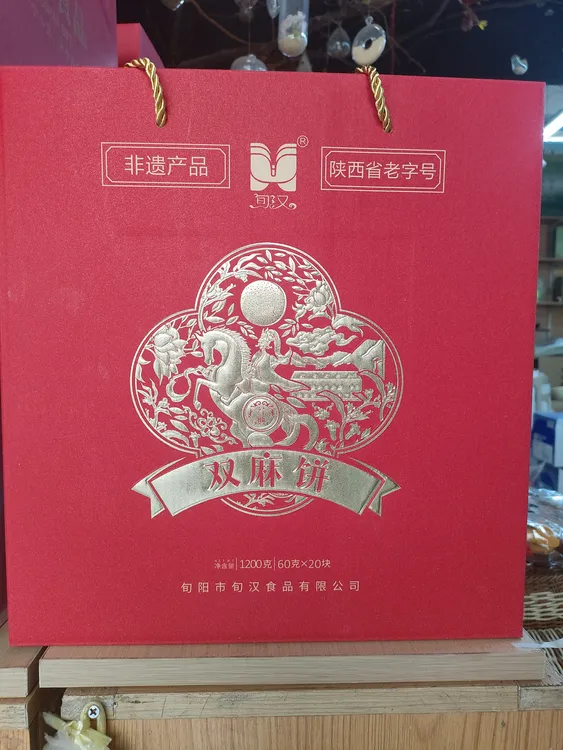 非遗产品
®
旬汉
陕西省老字号
双麻饼
净含量 1200克 60克×20块
旬阳市旬汉食品有限公司